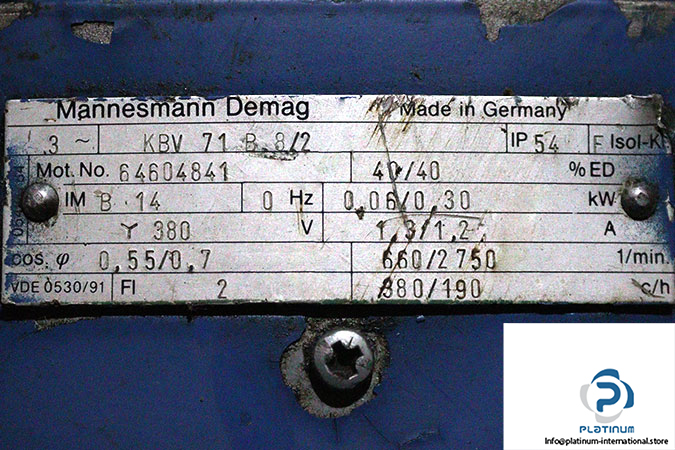 Mannesmann Demag Made in Germany
3 ~ KBV 71 B 8/2 IP 54 F Isol-Kl
Mot. No. 64604841 40/40 % ED
IM B 14 0 Hz 0,06/0,30 kW
Y 380 V 1,3/1,2 A
cos. φ 0,55/0,7 660/2750 1/min.
VDE 0530/91 FI 2 380/190 c/h
PLATINUM
Info@platinum-international.store